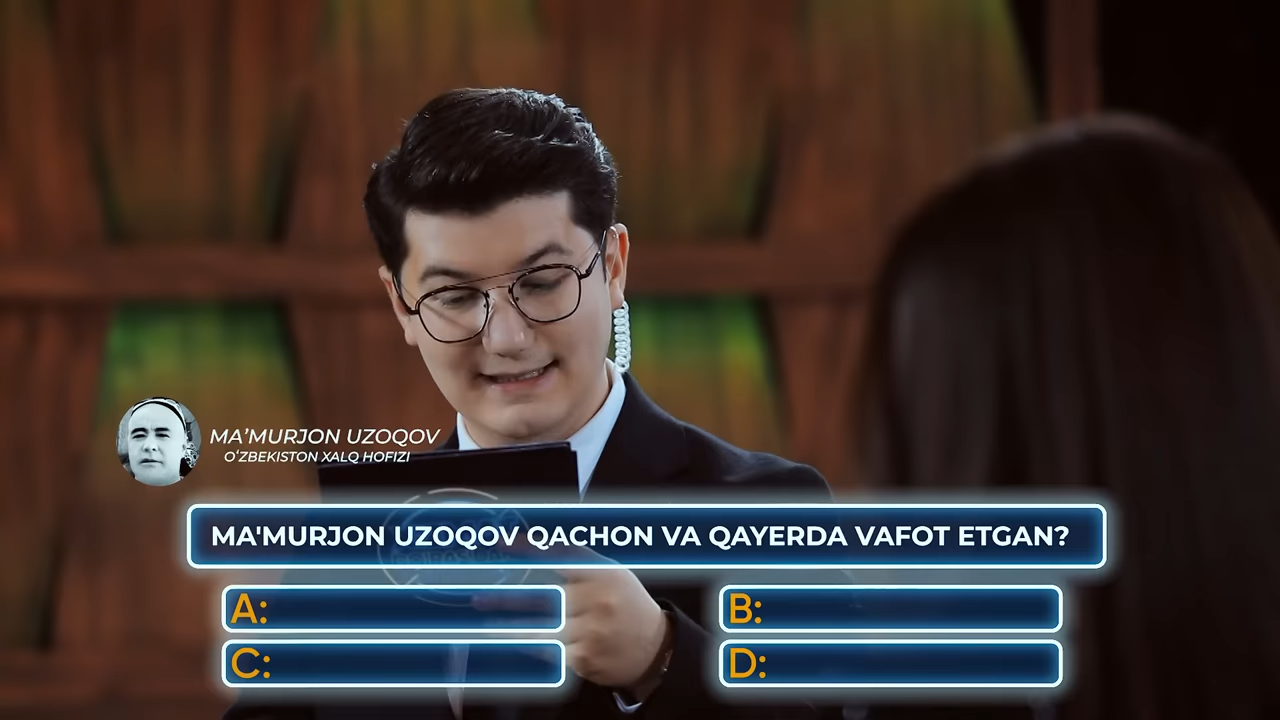 MA’MURJON UZOQOV
O‘ZBEKISTON XALQ HOFIZI
MA'MURJON UZOQOV QACHON VA QAYERDA VAFOT ETGAN?
A:
B:
C:
D: